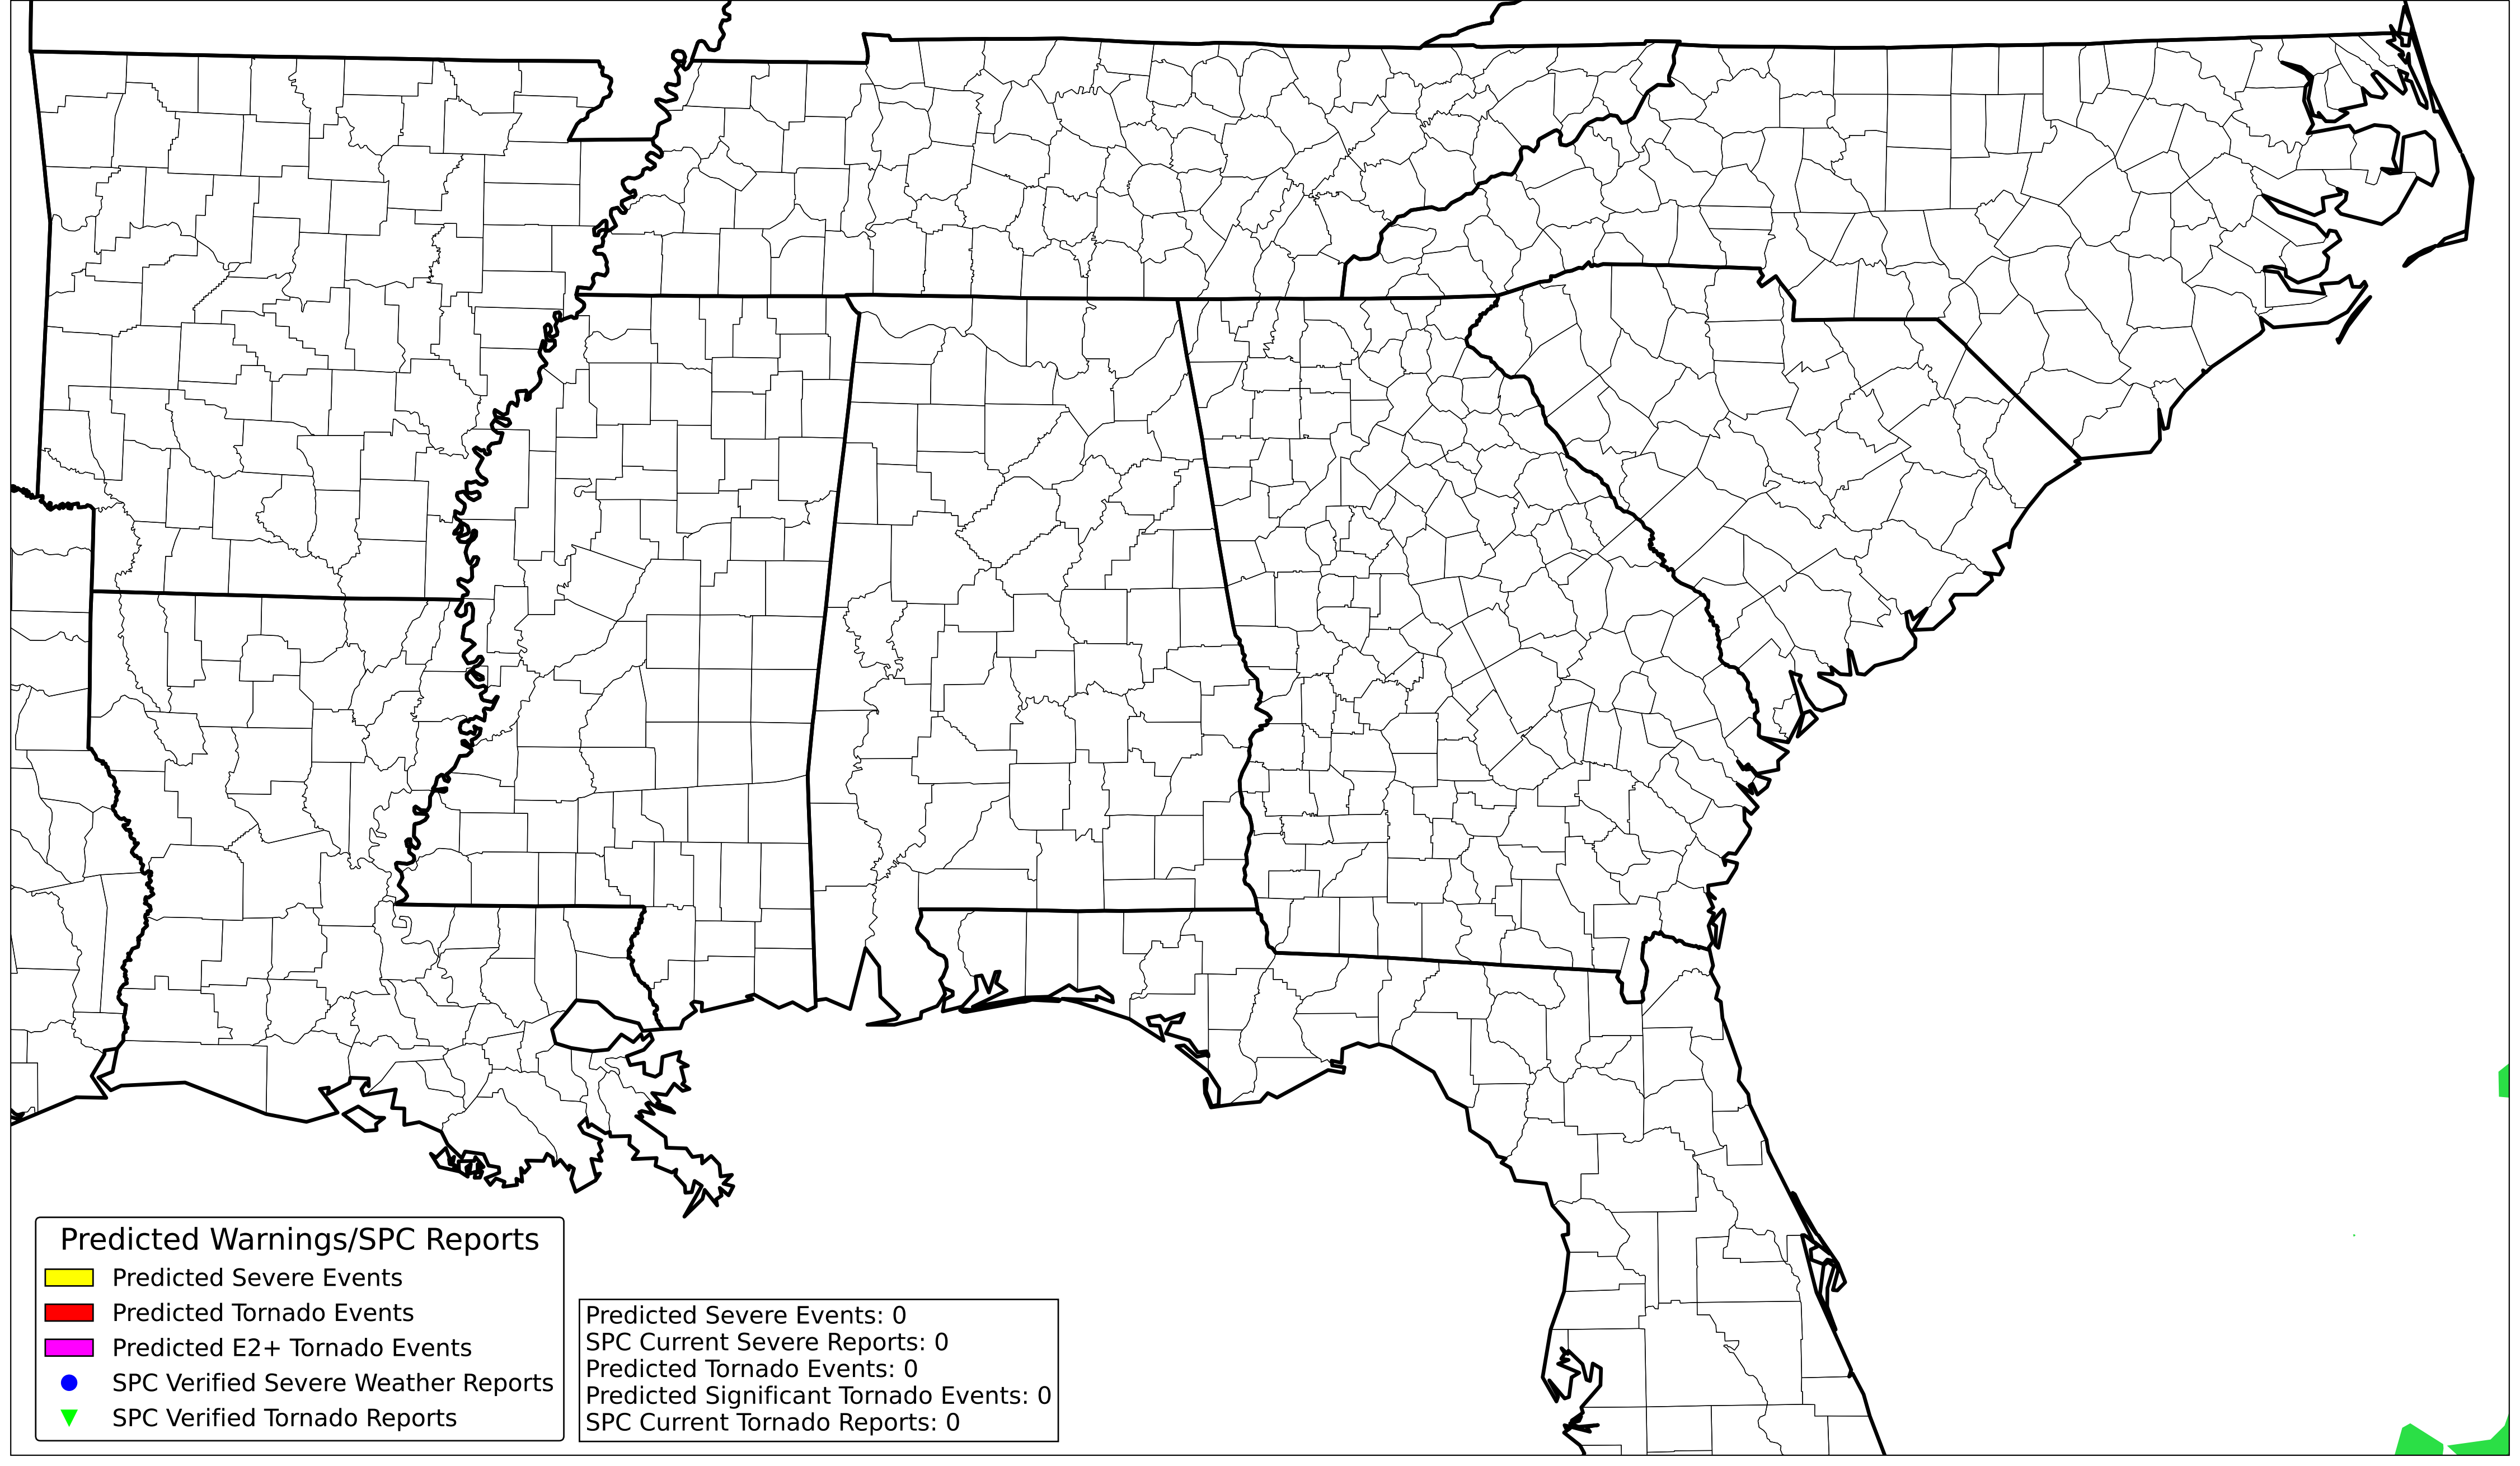 Predicted Warnings/SPC Reports
Predicted Severe Events
Predicted Tornado Events
Predicted E2+ Tornado Events
SPC Verified Severe Weather Reports
SPC Verified Tornado Reports
Predicted Severe Events: 0
SPC Current Severe Reports: 0
Predicted Tornado Events: 0
Predicted Significant Tornado Events: 0
SPC Current Tornado Reports: 0